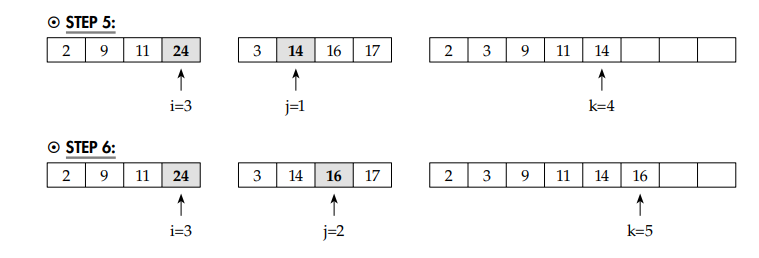 ⊙ STEP 5:
2 9 11 24 3 14 16 17 2 3 9 11 14
i=3 j=1 k=4
⊙ STEP 6:
2 9 11 24 3 14 16 17 2 3 9 11 14 16
i=3 j=2 k=5